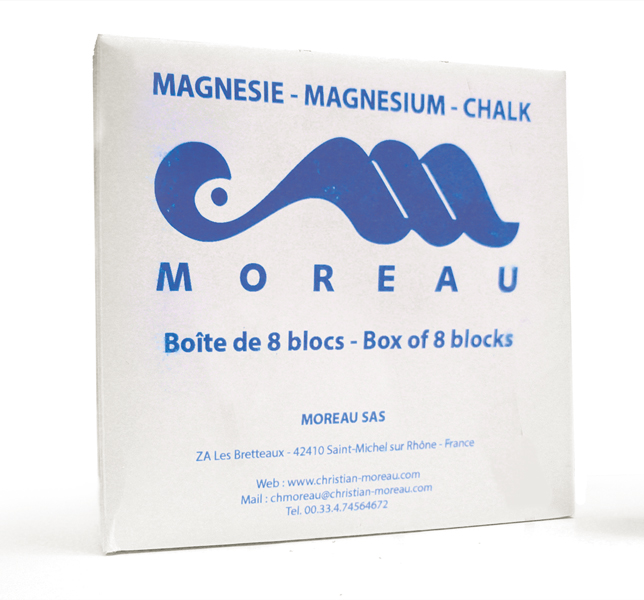 MAGNESIE - MAGNESIUM - CHALK
MOREAU
Boîte de 8 blocs - Box of 8 blocks
MOREAU SAS
ZA Les Bretteaux - 42410 Saint-Michel sur Rhône - France
Web : www.christian-moreau.com
Mail : chmoreau@christian-moreau.com
Tel. 00.33.4.74564672